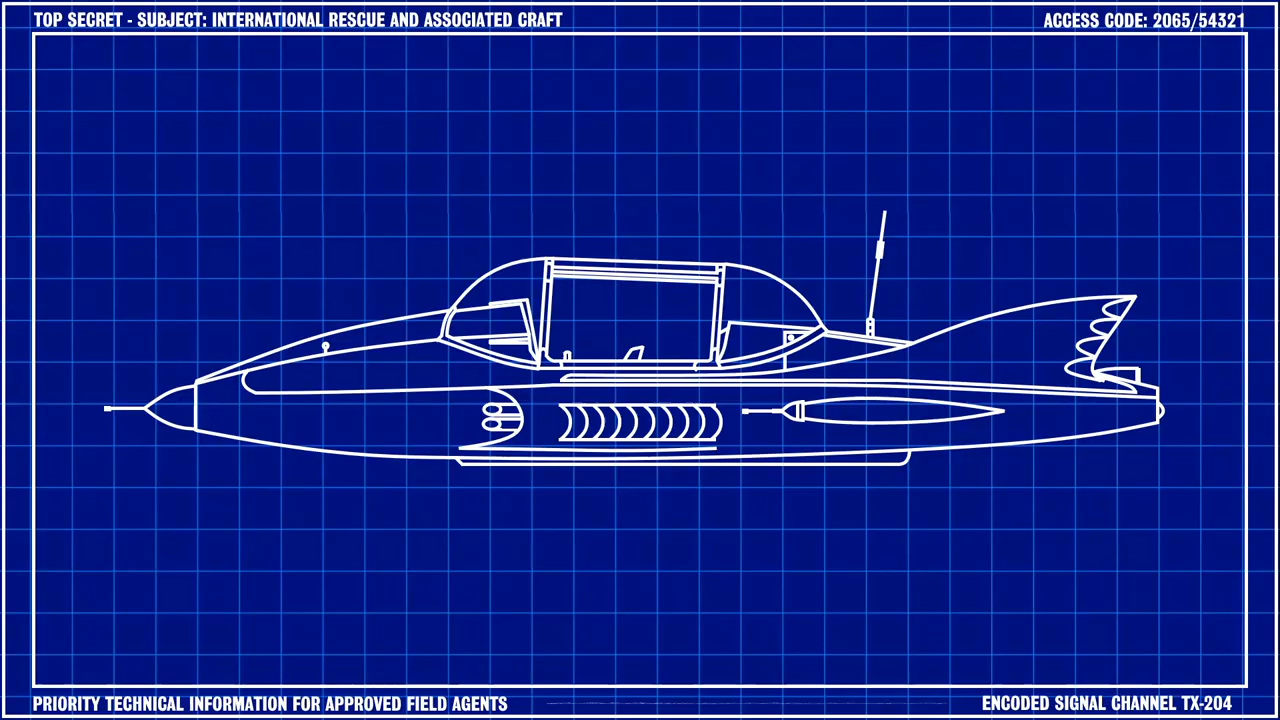 TOP SECRET - SUBJECT: INTERNATIONAL RESCUE AND ASSOCIATED CRAFT
ACCESS CODE: 2065/54321
PRIORITY TECHNICAL INFORMATION FOR APPROVED FIELD AGENTS
ENCODED SIGNAL CHANNEL TX-204